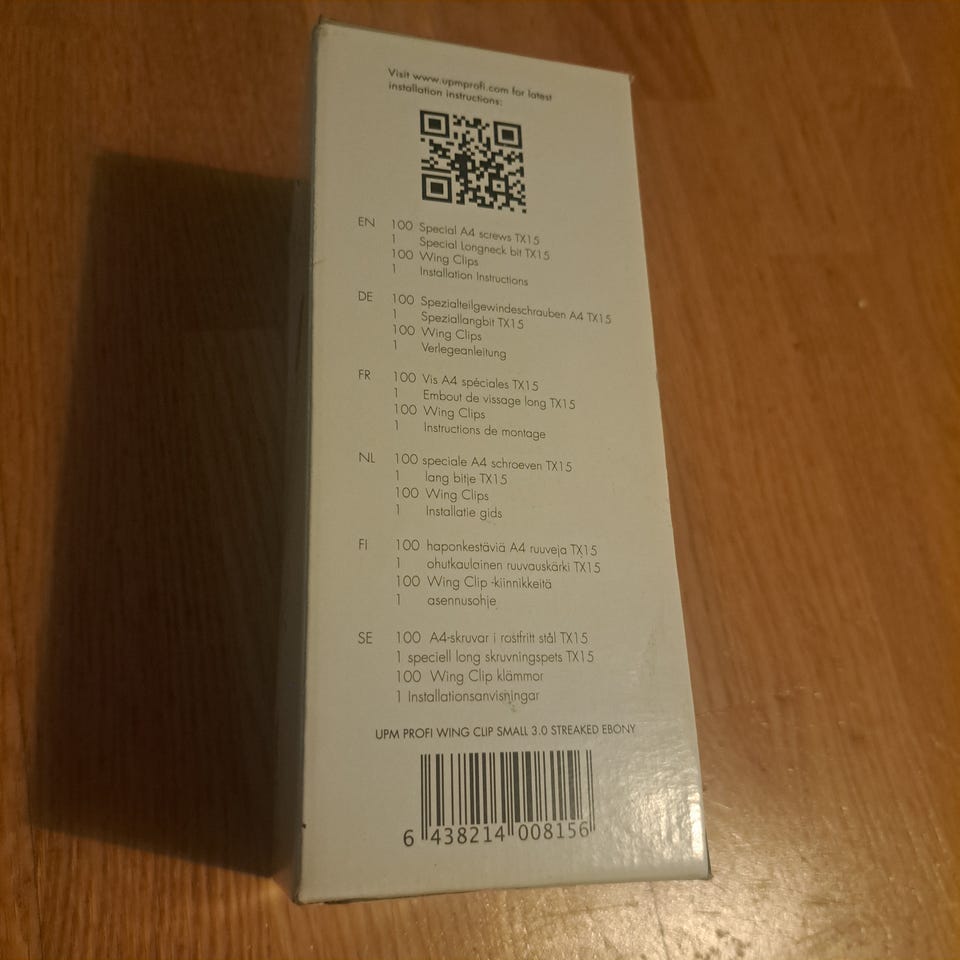 Visit www.upmprofi.com for latest
installation instructions:
EN 100 Special A4 screws TX15
1 Special Longneck bit TX15
100 Wing Clips
1 Installation Instructions
DE 100 Spezialteilgewindeschrauben A4 TX15
1 Speziallangbit TX15
100 Wing Clips
1 Verlegeanleitung
FR 100 Vis A4 spéciales TX15
1 Embout de vissage long TX15
100 Wing Clips
1 Instructions de montage
NL 100 speciale A4 schroeven TX15
1 lang bitje TX15
100 Wing Clips
1 Installatie gids
FI 100 haponkestäviä A4 ruuveja TX15
1 ohutkaulainen ruuvauskärki TX15
100 Wing Clip -kiinnikkeitä
1 asennusohje
SE 100 A4-skruvar i rostfritt stål TX15
1 speciell long skruvningspets TX15
100 Wing Clip klämmor
1 Installationsanvisningar
UPM PROFI WING CLIP SMALL 3.0 STREAKED EBONY
6 438214 008156